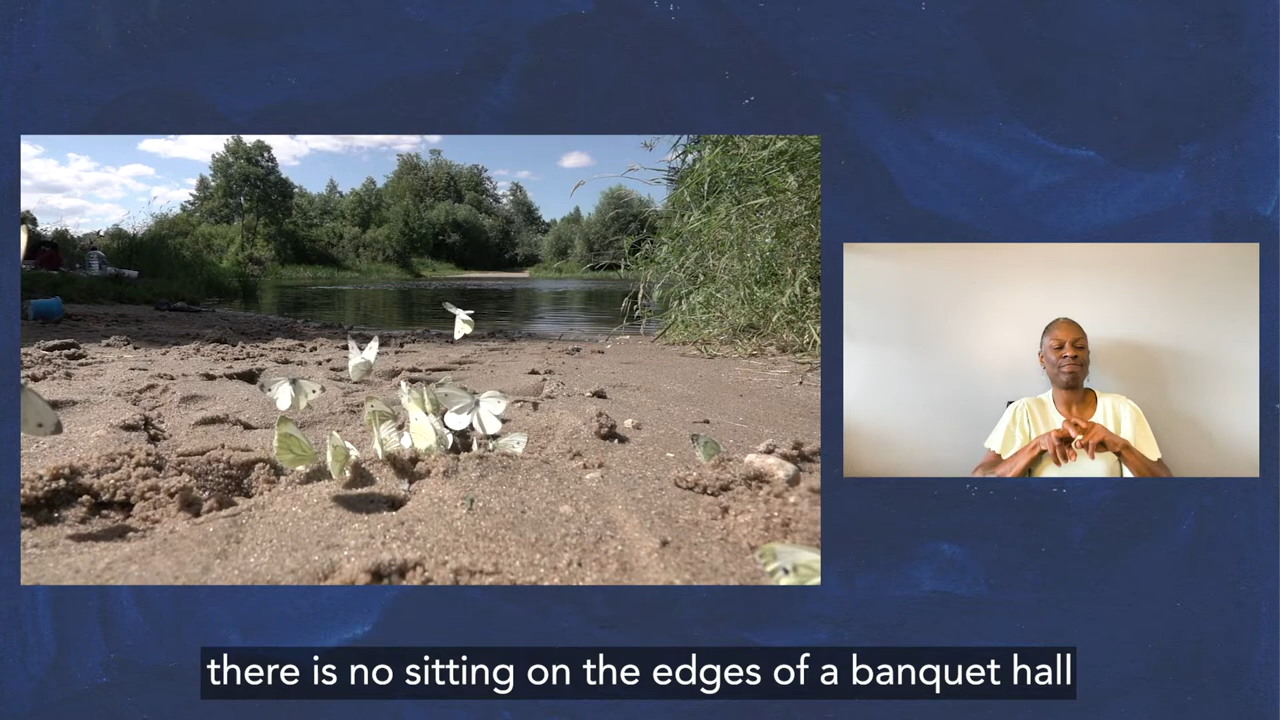 there is no sitting on the edges of a banquet hall